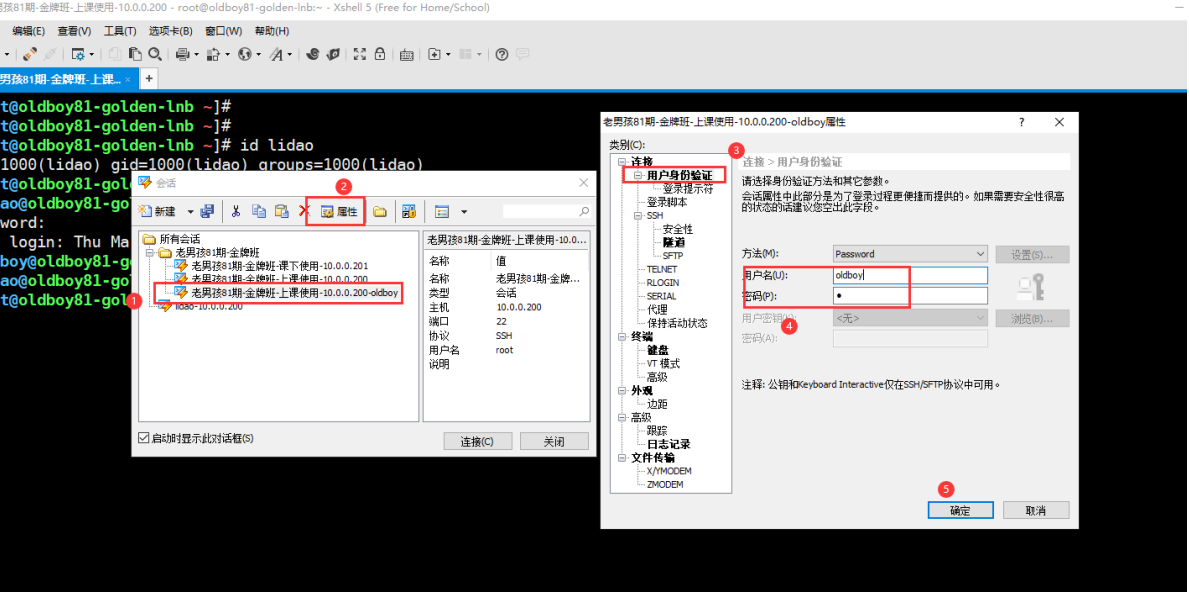 孩81期-金牌班-上课使用-10.0.0.200 - root@oldboy81-golden-lnb:~ - Xshell 5 (Free for Home/School)
编辑(E) 查看(V) 工具(T) 选项卡(B) 窗口(W) 帮助(H)
男孩81期-金牌班-上课... × +
t@oldboy81-golden-lnb ~]#
t@oldboy81-golden-lnb ~]#
t@oldboy81-golden-lnb ~]# id lidao
1000(lidao) gid=1000(lidao) groups=1000(lidao)
t@oldboy81-go
ao@oldboy81-go
word:
login: Thu Ma
boy@oldboy81-g
ao@oldboy81-go
t@oldboy81-gol
会话
2
新建
属性
所有会话
老男孩81期-金牌班
老男孩81期-金牌班-课下使用-10.0.0.201
老男孩81期-金牌班-上课使用-10.0.0.200
老男孩81期-金牌班-上课使用-10.0.0.200-oldboy
1
lidao-10.0.0.200
老男孩81期-金牌班-上课使用-10.0....
名称 值
名称 老男孩81期-金牌...
类型 会话
主机 10.0.0.200
端口 22
协议 SSH
用户名 root
说明
启动时显示此对话框(S)
连接(C)
关闭
老男孩81期-金牌班-上课使用-10.0.0.200-oldboy属性
?
类别(C):
3
连接
用户身份验证
登录提示符
登录脚本
SSH
安全性
隧道
SFTP
TELNET
RLOGIN
SERIAL
代理
保持活动状态
终端
键盘
VT 模式
高级
外观
边距
高级
跟踪
日志记录
文件传输
X/YMODEM
ZMODEM
连接 > 用户身份验证
请选择身份验证方法和其它参数。
会话属性中此部分是为了登录过程更便捷而提供的。如果需要安全性很高
的状态的话建议您空出此字段。
方法(M): Password 设置(S)...
用户名(U): oldboy
密码(P): ●
用户密钥(K): <无> 浏览(B)...
4
密码(A):
注释: 公钥和Keyboard Interactive仅在SSH/SFTP协议中可用。
5
确定
取消